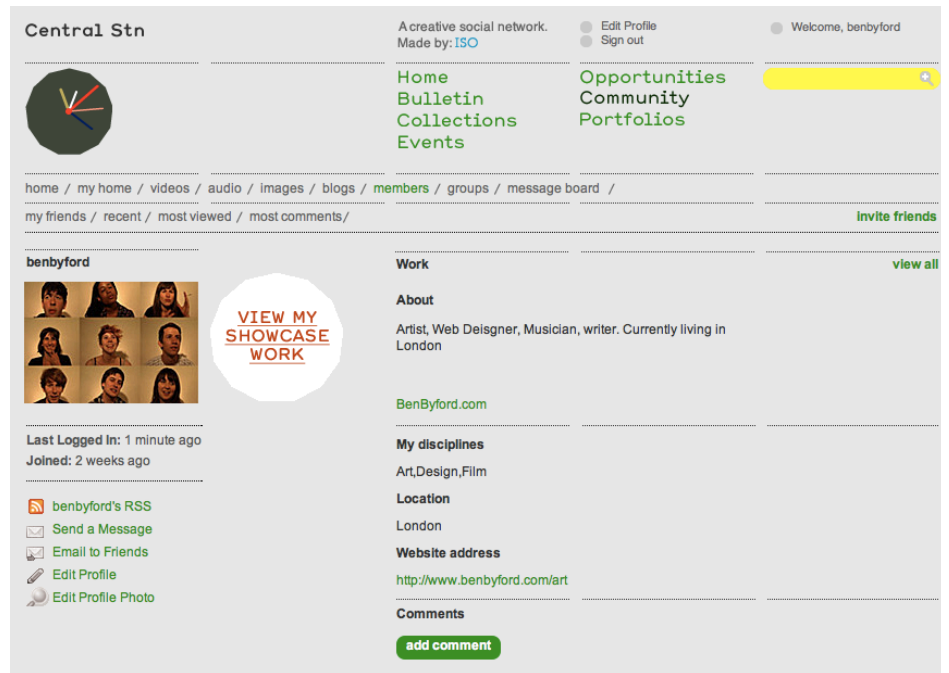 Central Stn
A creative social network.
Made by: ISO
Edit Profile
Sign out
Welcome, benbyford
Home
Bulletin
Collections
Events
Opportunities
Community
Portfolios
home / my home / videos / audio / images / blogs / members / groups / message board /
my friends / recent / most viewed / most comments/
invite friends
benbyford
VIEW MY
SHOWCASE
WORK
Last Logged In: 1 minute ago
Joined: 2 weeks ago
benbyford's RSS
Send a Message
Email to Friends
Edit Profile
Edit Profile Photo
Work
view all
About
Artist, Web Deisgner, Musician, writer. Currently living in
London
BenByford.com
My disciplines
Art,Design,Film
Location
London
Website address
http://www.benbyford.com/art
Comments
add comment